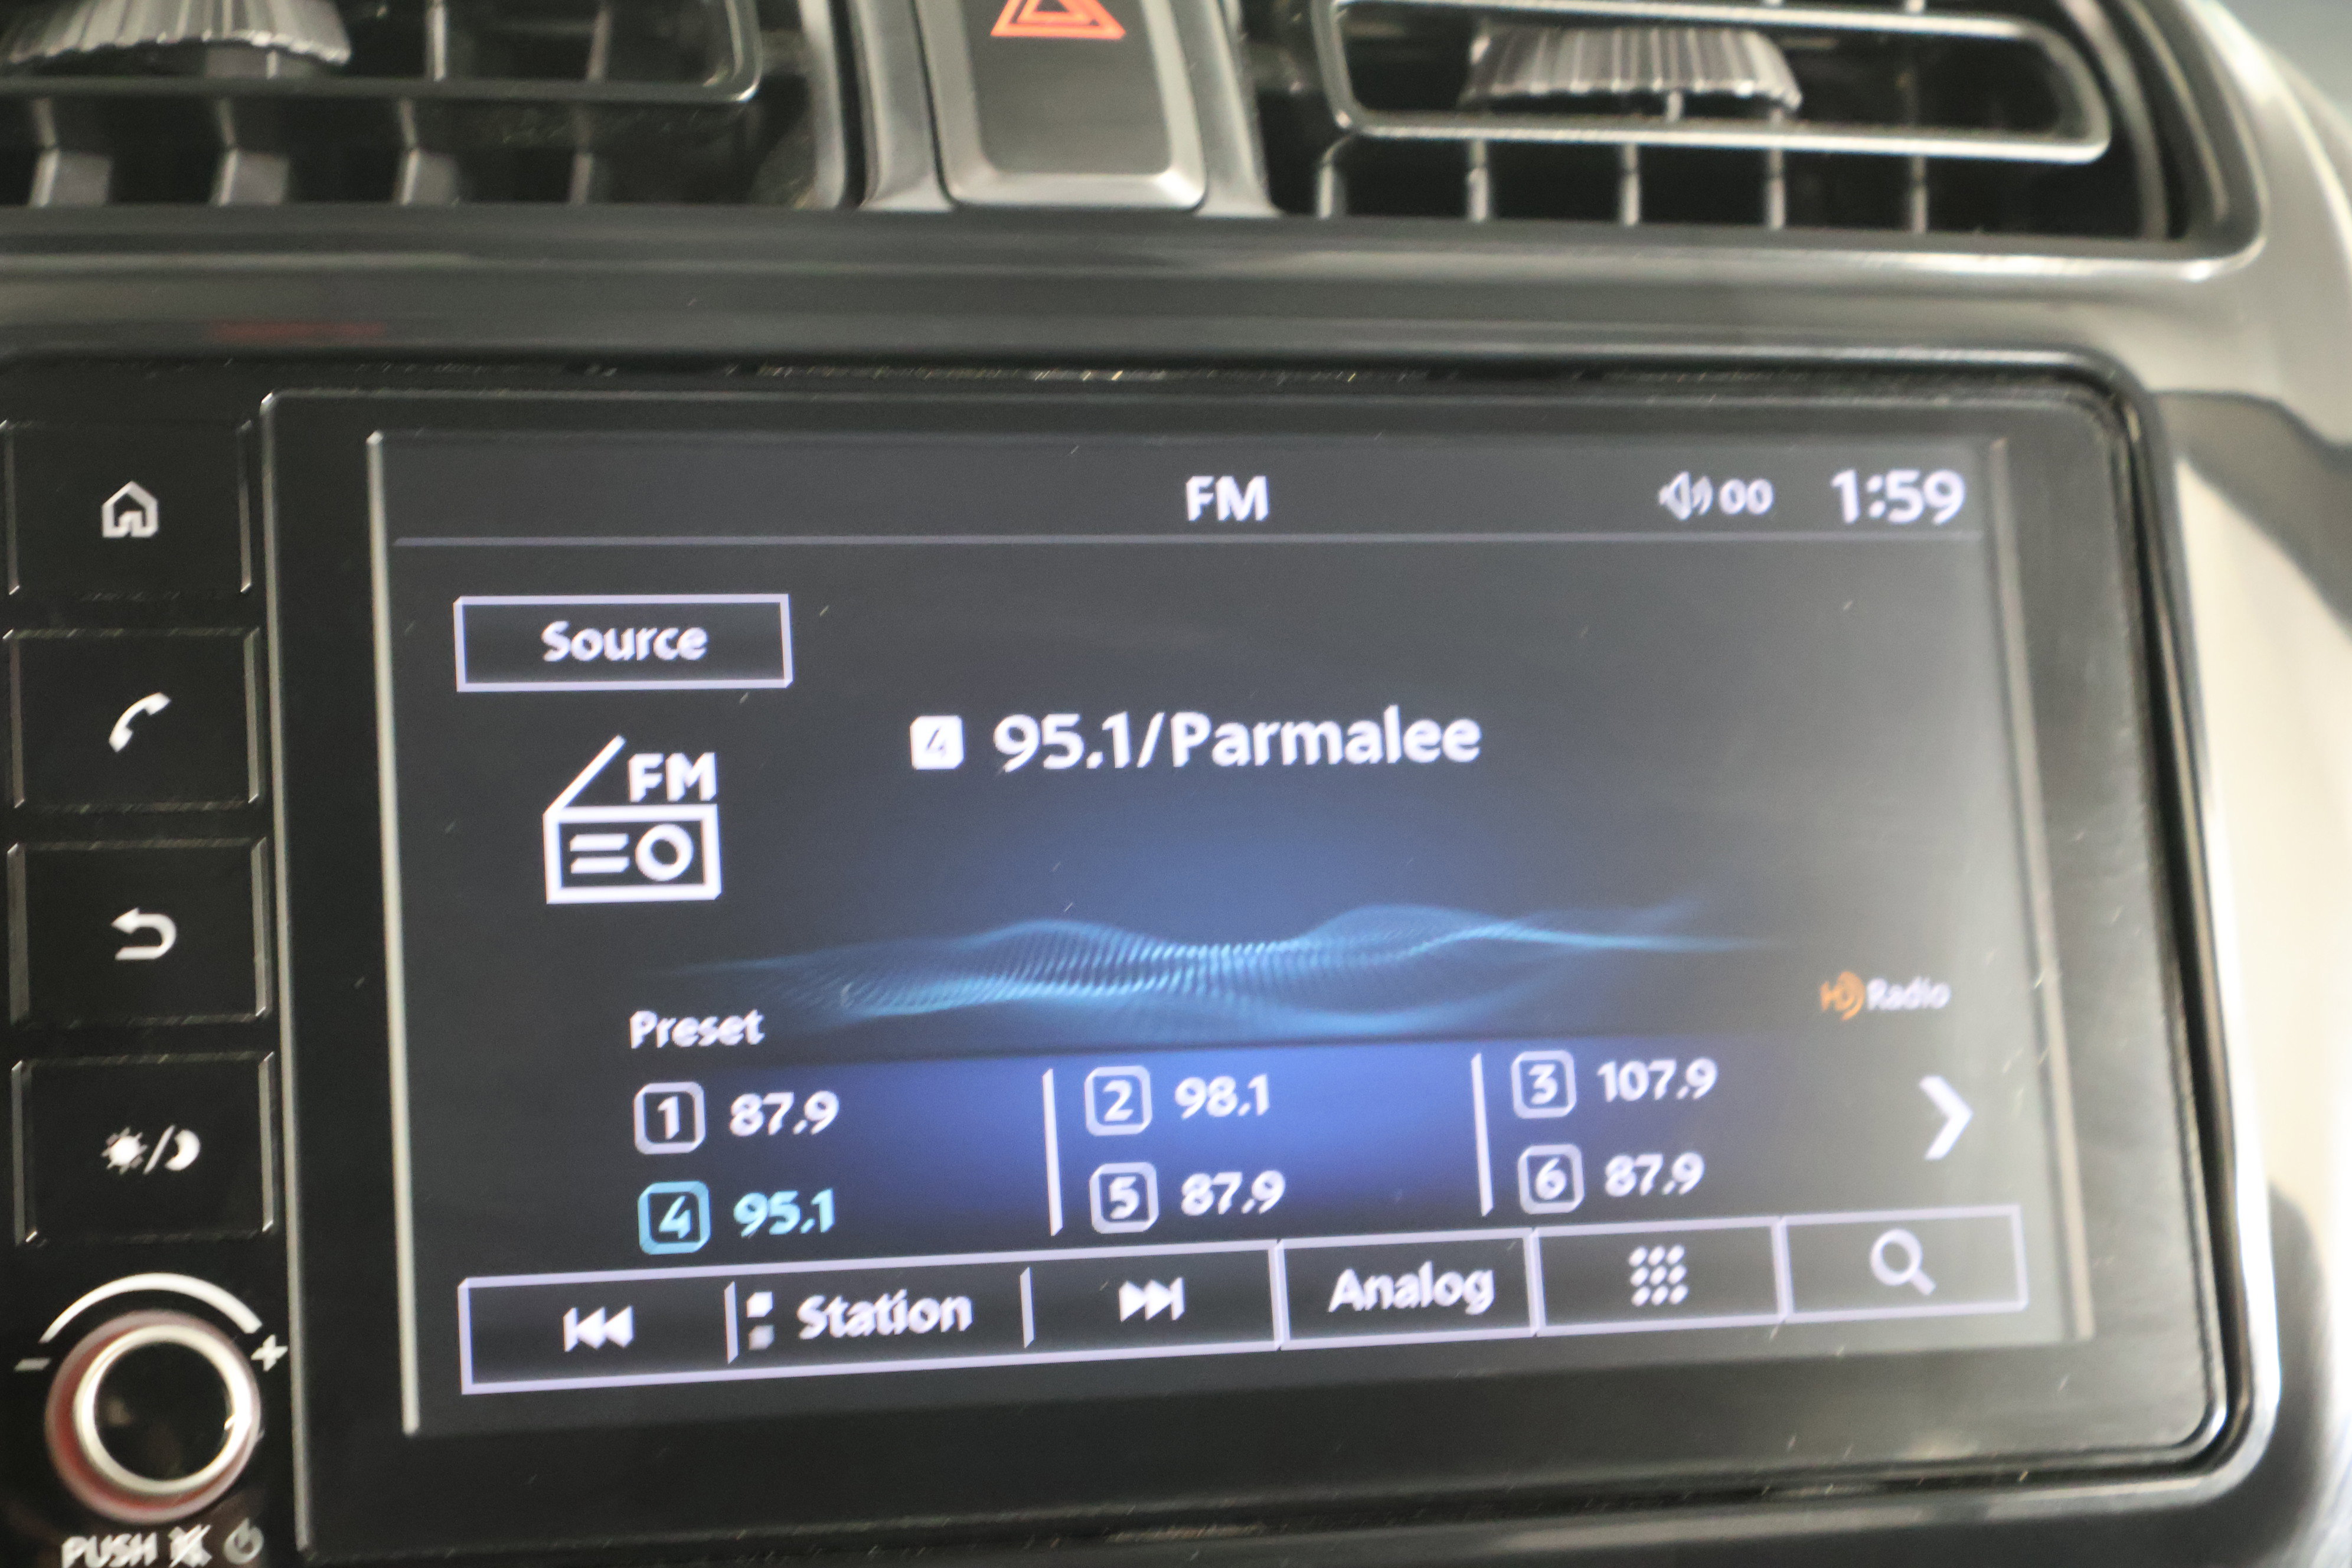 FM 00 1:59
Source
FM
4 95.1/Parmalee
HD Radio
Preset
1 87.9 2 98.1 3 107.9
4 95.1 5 87.9 6 87.9
Station Analog
- +
PUSH